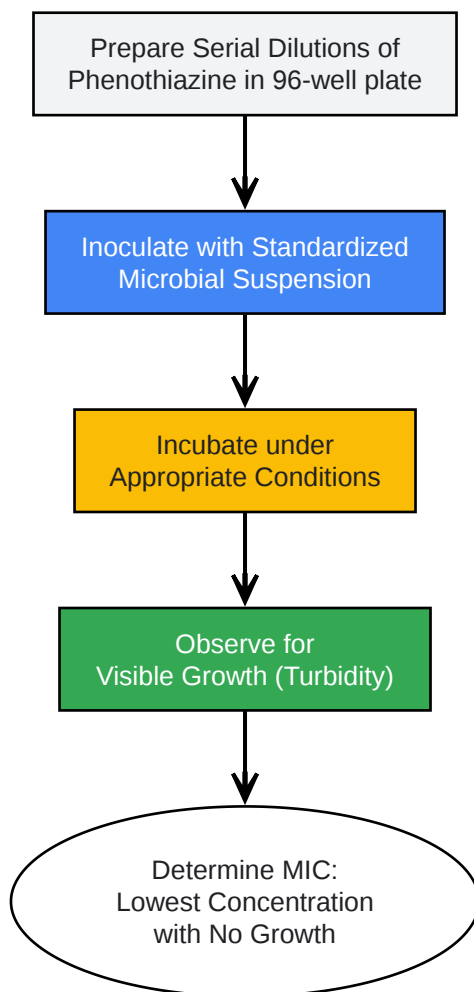 Prepare Serial Dilutions of
Phenothiazine in 96-well plate
Inoculate with Standardized
Microbial Suspension
Incubate under
Appropriate Conditions
Observe for
Visible Growth (Turbidity)
Determine MIC:
Lowest Concentration
with No Growth